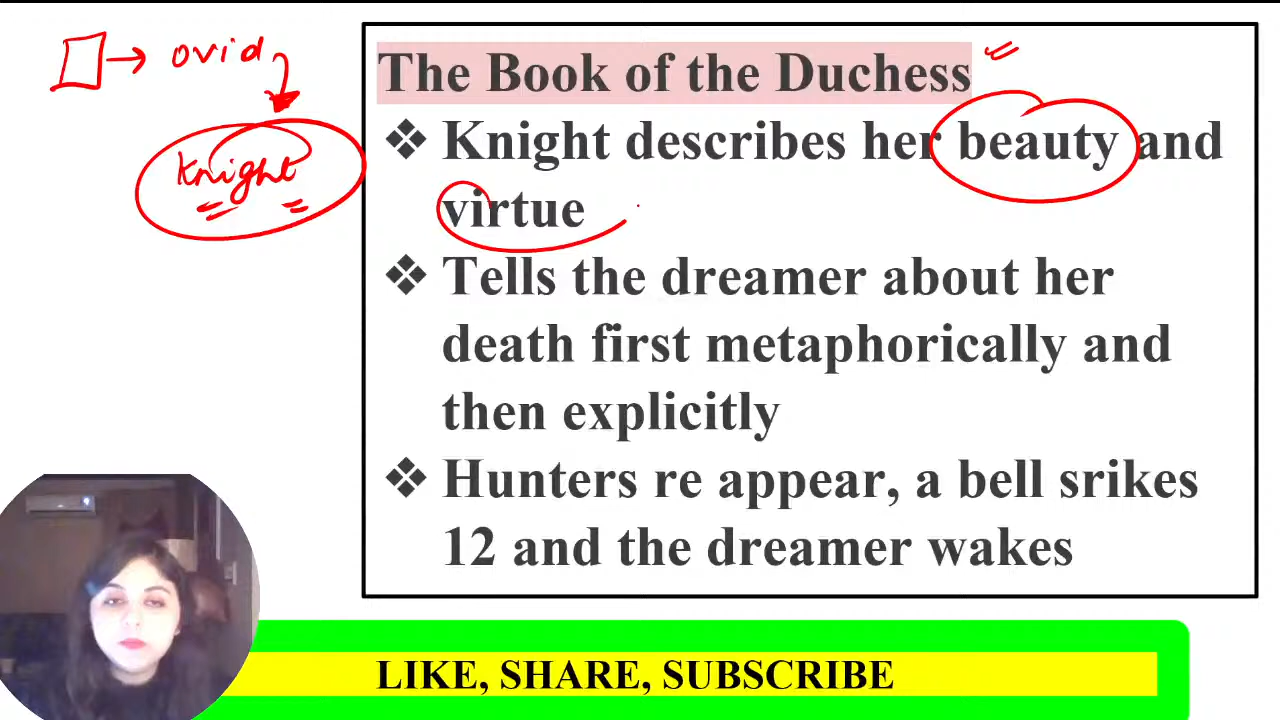 ovid
Knight
The Book of the Duchess
❖ Knight describes her beauty and
virtue
❖ Tells the dreamer about her
death first metaphorically and
then explicitly
❖ Hunters re appear, a bell srikes
12 and the dreamer wakes
LIKE, SHARE, SUBSCRIBE